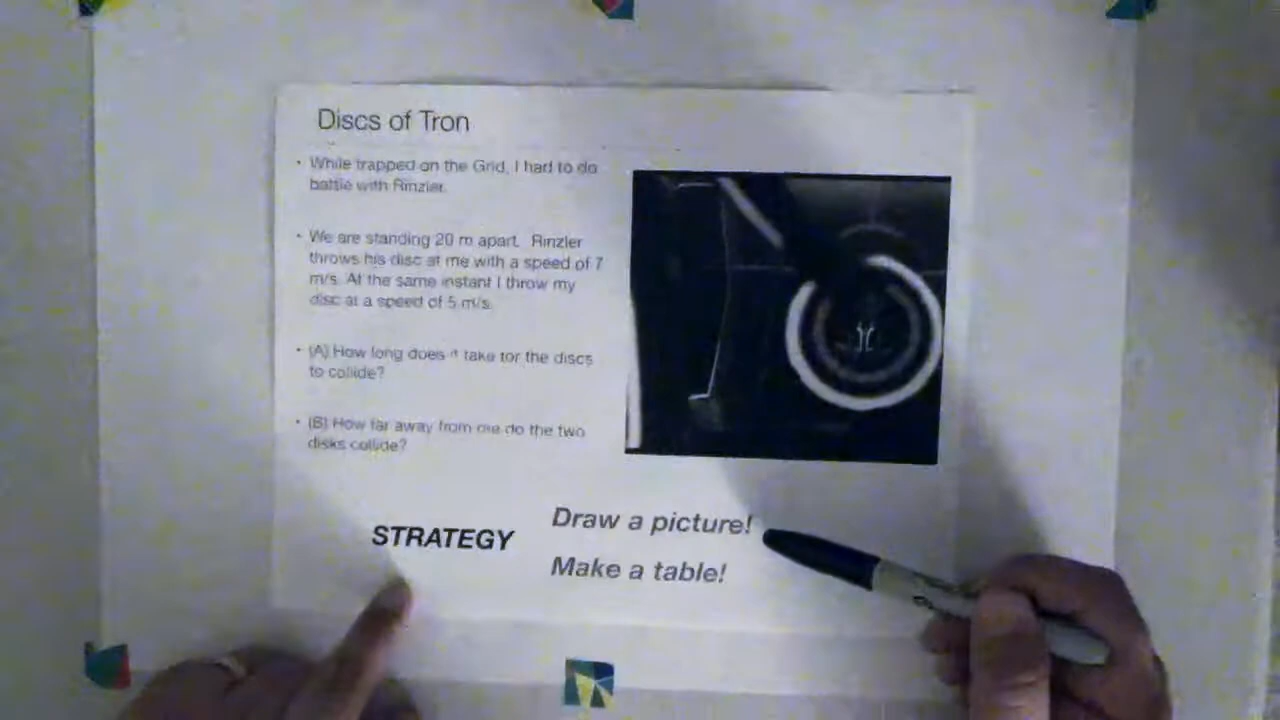 Discs of Tron
• While trapped on the Grid, I had to do
battle with Rinzler.
• We are standing 20 m apart. Rinzler
throws his disc at me with a speed of 7
m/s. At the same instant I throw my
disc at a speed of 5 m/s.
• (A) How long does it take for the discs
to collide?
• (B) How far away from me do the two
disks collide?
STRATEGY
Draw a picture!
Make a table!